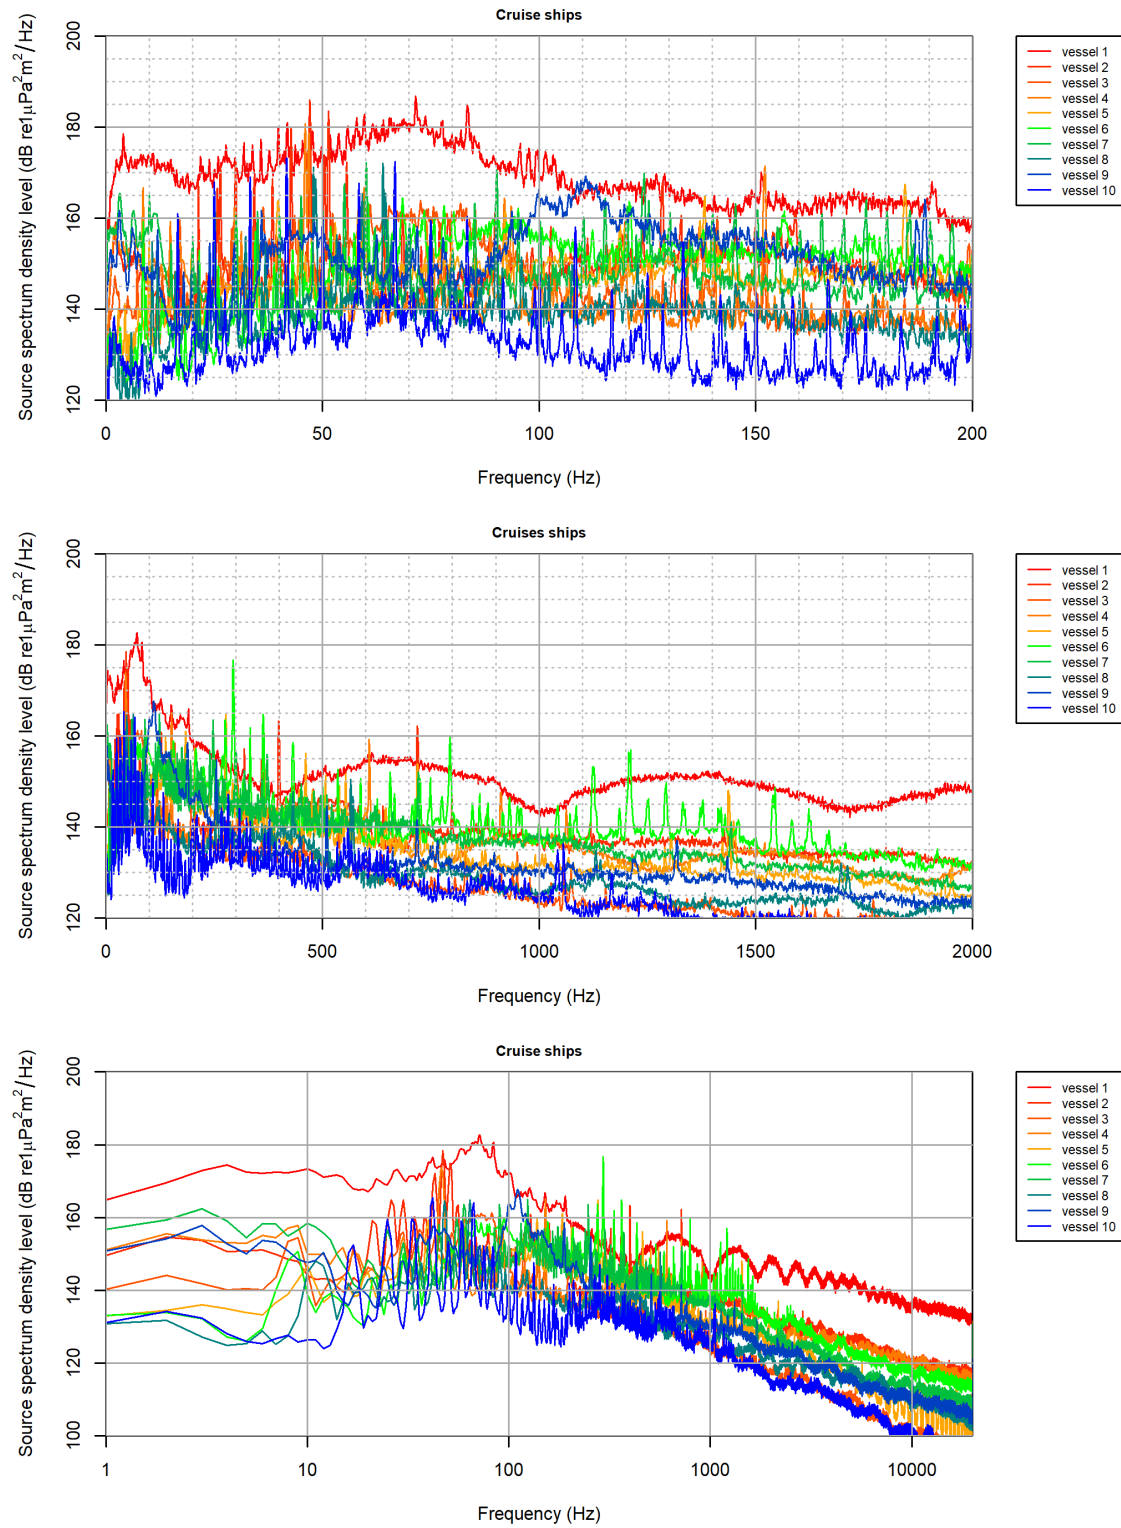 Cruise ships
Source spectrum density level (dB re1μPa²m²/Hz)
200
180
160
140
120
0 50 100 150 200
Frequency (Hz)
vessel 1
vessel 2
vessel 3
vessel 4
vessel 5
vessel 6
vessel 7
vessel 8
vessel 9
vessel 10
Cruises ships
Source spectrum density level (dB re1μPa²m²/Hz)
200
180
160
140
120
0 500 1000 1500 2000
Frequency (Hz)
vessel 1
vessel 2
vessel 3
vessel 4
vessel 5
vessel 6
vessel 7
vessel 8
vessel 9
vessel 10
Cruise ships
Source spectrum density level (dB re1μPa²m²/Hz)
200
180
160
140
120
100
1 10 100 1000 10000
Frequency (Hz)
vessel 1
vessel 2
vessel 3
vessel 4
vessel 5
vessel 6
vessel 7
vessel 8
vessel 9
vessel 10